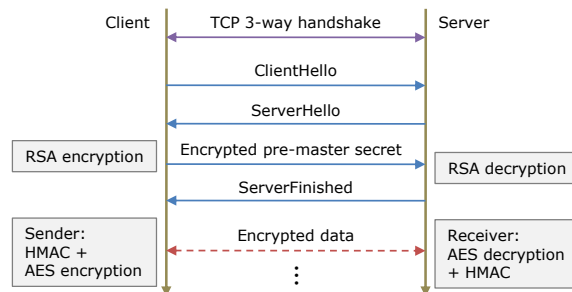 Client
TCP 3-way handshake
Server
ClientHello
ServerHello
RSA encryption
Encrypted pre-master secret
RSA decryption
ServerFinished
Sender:
HMAC +
AES encryption
Encrypted data
Receiver:
AES decryption
+ HMAC